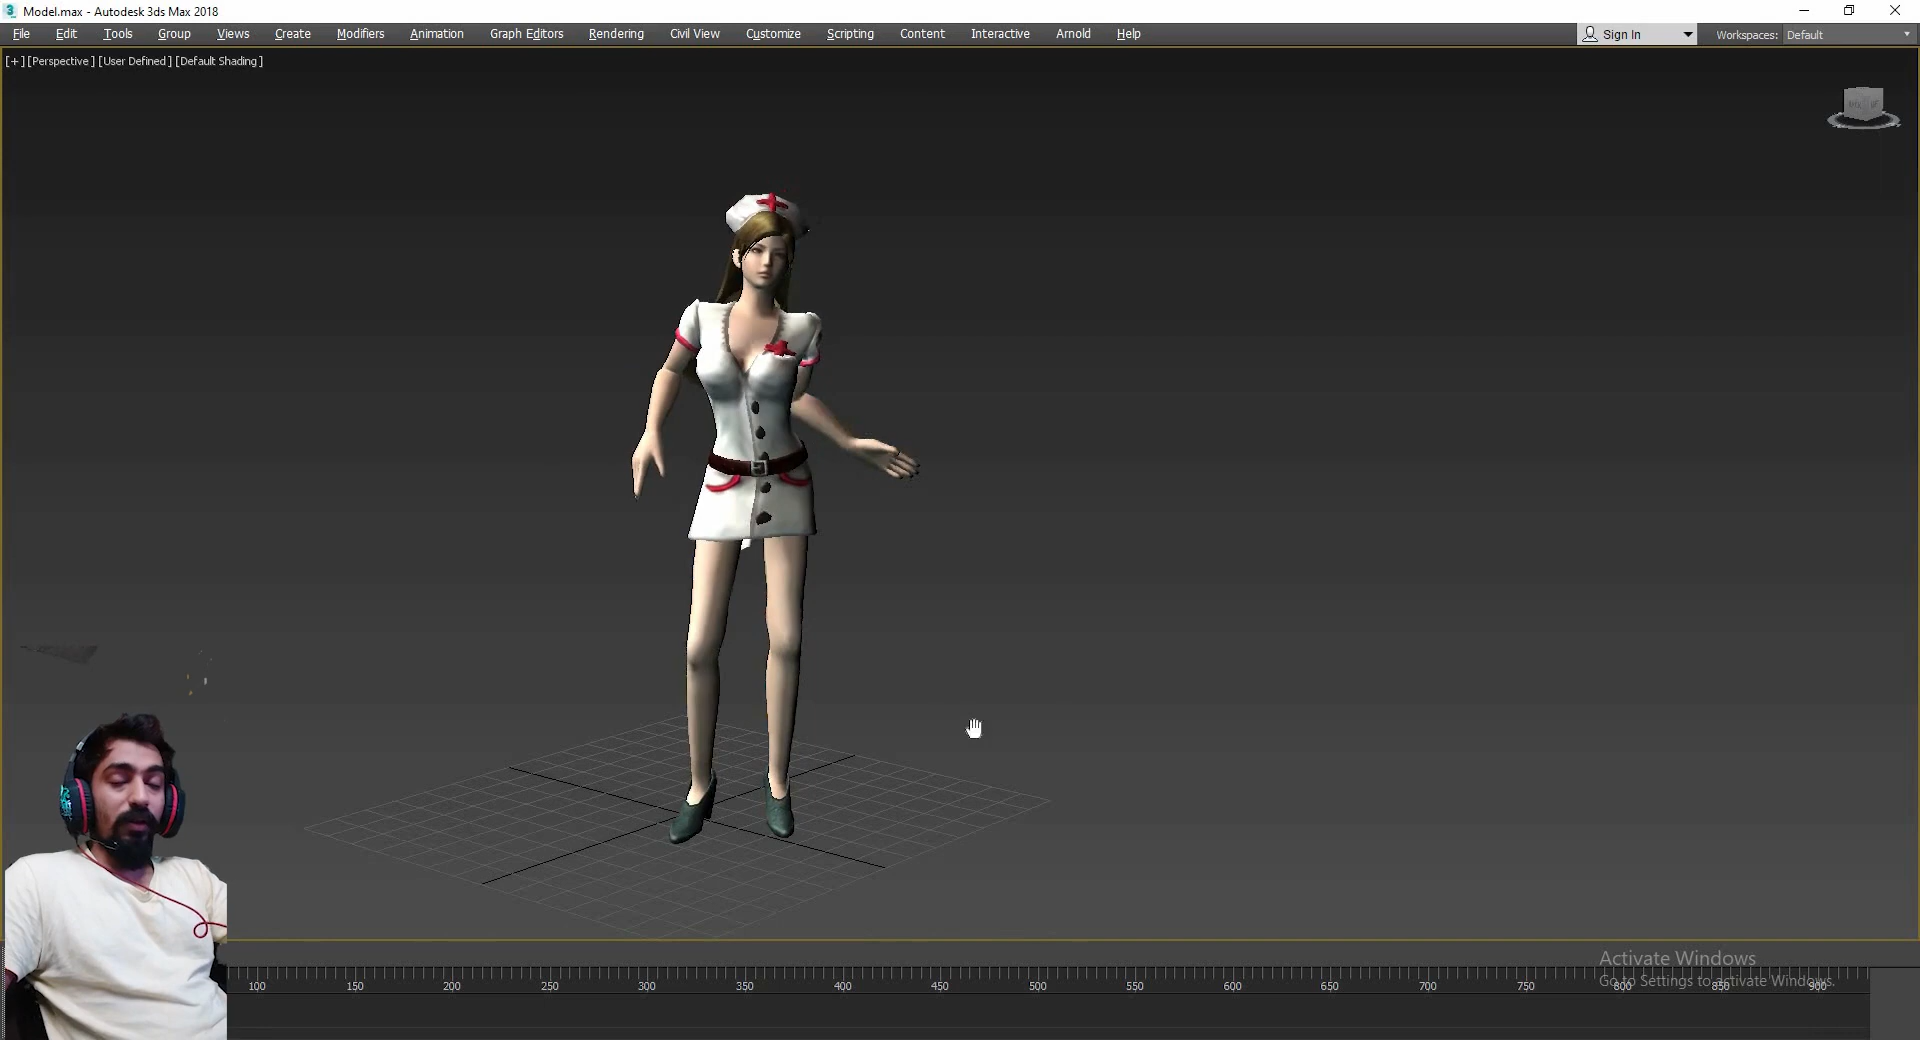 Model.max - Autodesk 3ds Max 2018
File Edit Tools Group Views Create Modifiers Animation Graph Editors Rendering Civil View Customize Scripting Content Interactive Arnold Help Sign In Workspaces: Default
[+] [Perspective] [User Defined] [Default Shading]
Activate Windows
Go to Settings to activate Windows.
100 150 200 250 300 350 400 450 500 550 600 650 700 750 800 850 900